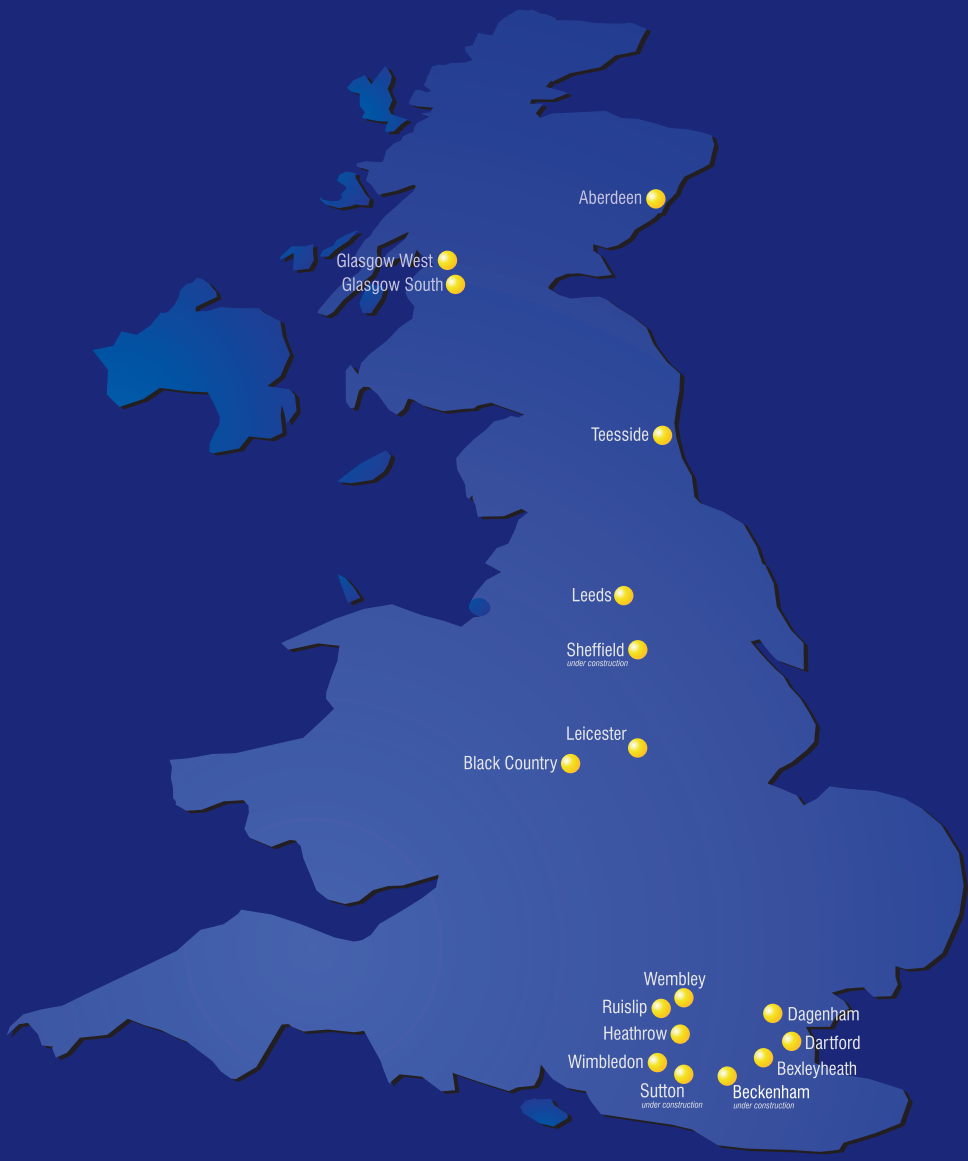 Aberdeen
Glasgow West
Glasgow South
Teesside
Leeds
Sheffield
under construction
Leicester
Black Country
Wembley
Ruislip
Dagenham
Heathrow
Dartford
Wimbledon
Bexleyheath
Sutton
under construction
Beckenham
under construction